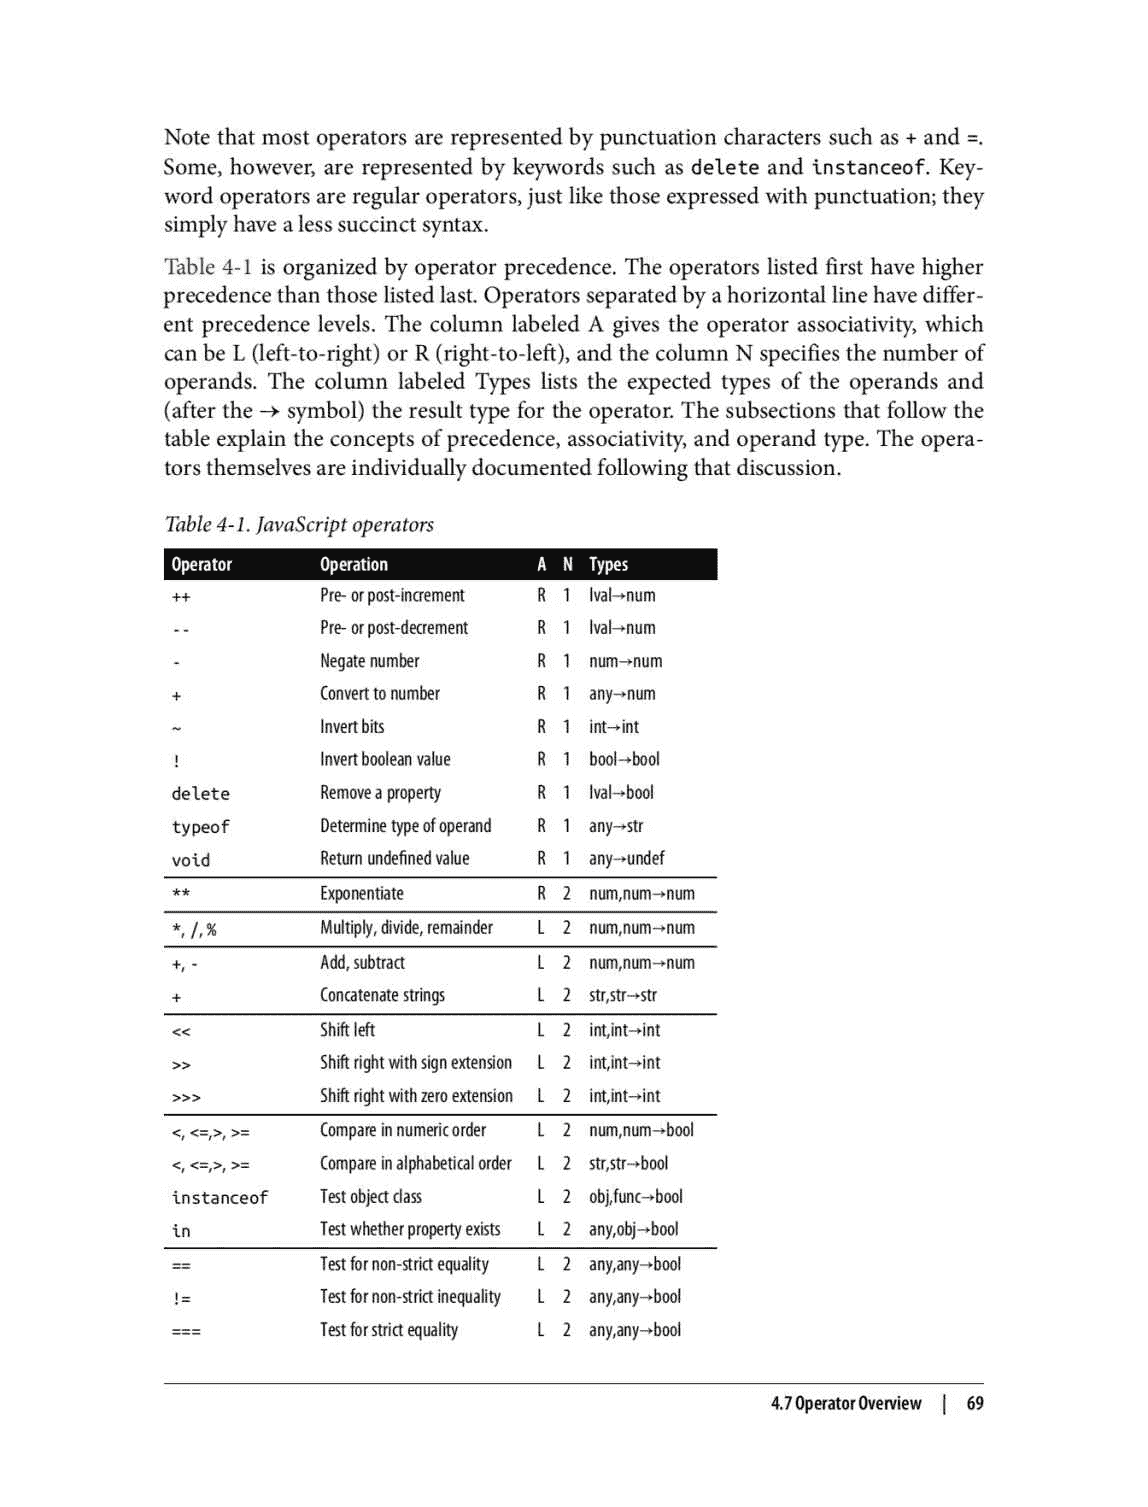 Note that most operators are represented by punctuation characters such as + and =.
Some, however, are represented by keywords such as delete and instanceof. Key-
word operators are regular operators, just like those expressed with punctuation; they
simply have a less succinct syntax.
Table 4-1 is organized by operator precedence. The operators listed first have higher
precedence than those listed last. Operators separated by a horizontal line have differ-
ent precedence levels. The column labeled A gives the operator associativity, which
can be L (left-to-right) or R (right-to-left), and the column N specifies the number of
operands. The column labeled Types lists the expected types of the operands and
(after the → symbol) the result type for the operator. The subsections that follow the
table explain the concepts of precedence, associativity, and operand type. The opera-
tors themselves are individually documented following that discussion.
Table 4-1. JavaScript operators
Operator Operation A N Types
++ Pre- or post-increment R 1 lval→num
-- Pre- or post-decrement R 1 lval→num
- Negate number R 1 num→num
+ Convert to number R 1 any→num
~ Invert bits R 1 int→int
! Invert boolean value R 1 bool→bool
delete Remove a property R 1 lval→bool
typeof Determine type of operand R 1 any→str
void Return undefined value R 1 any→undef
** Exponentiate R 2 num,num→num
*, /, % Multiply, divide, remainder L 2 num,num→num
+, - Add, subtract L 2 num,num→num
+ Concatenate strings L 2 str,str→str
<< Shift left L 2 int,int→int
>> Shift right with sign extension L 2 int,int→int
>>> Shift right with zero extension L 2 int,int→int
<, <=,>, >= Compare in numeric order L 2 num,num→bool
<, <=,>, >= Compare in alphabetical order L 2 str,str→bool
instanceof Test object class L 2 obj,func→bool
in Test whether property exists L 2 any,obj→bool
== Test for non-strict equality L 2 any,any→bool
!= Test for non-strict inequality L 2 any,any→bool
=== Test for strict equality L 2 any,any→bool
4.7 Operator Overview | 69